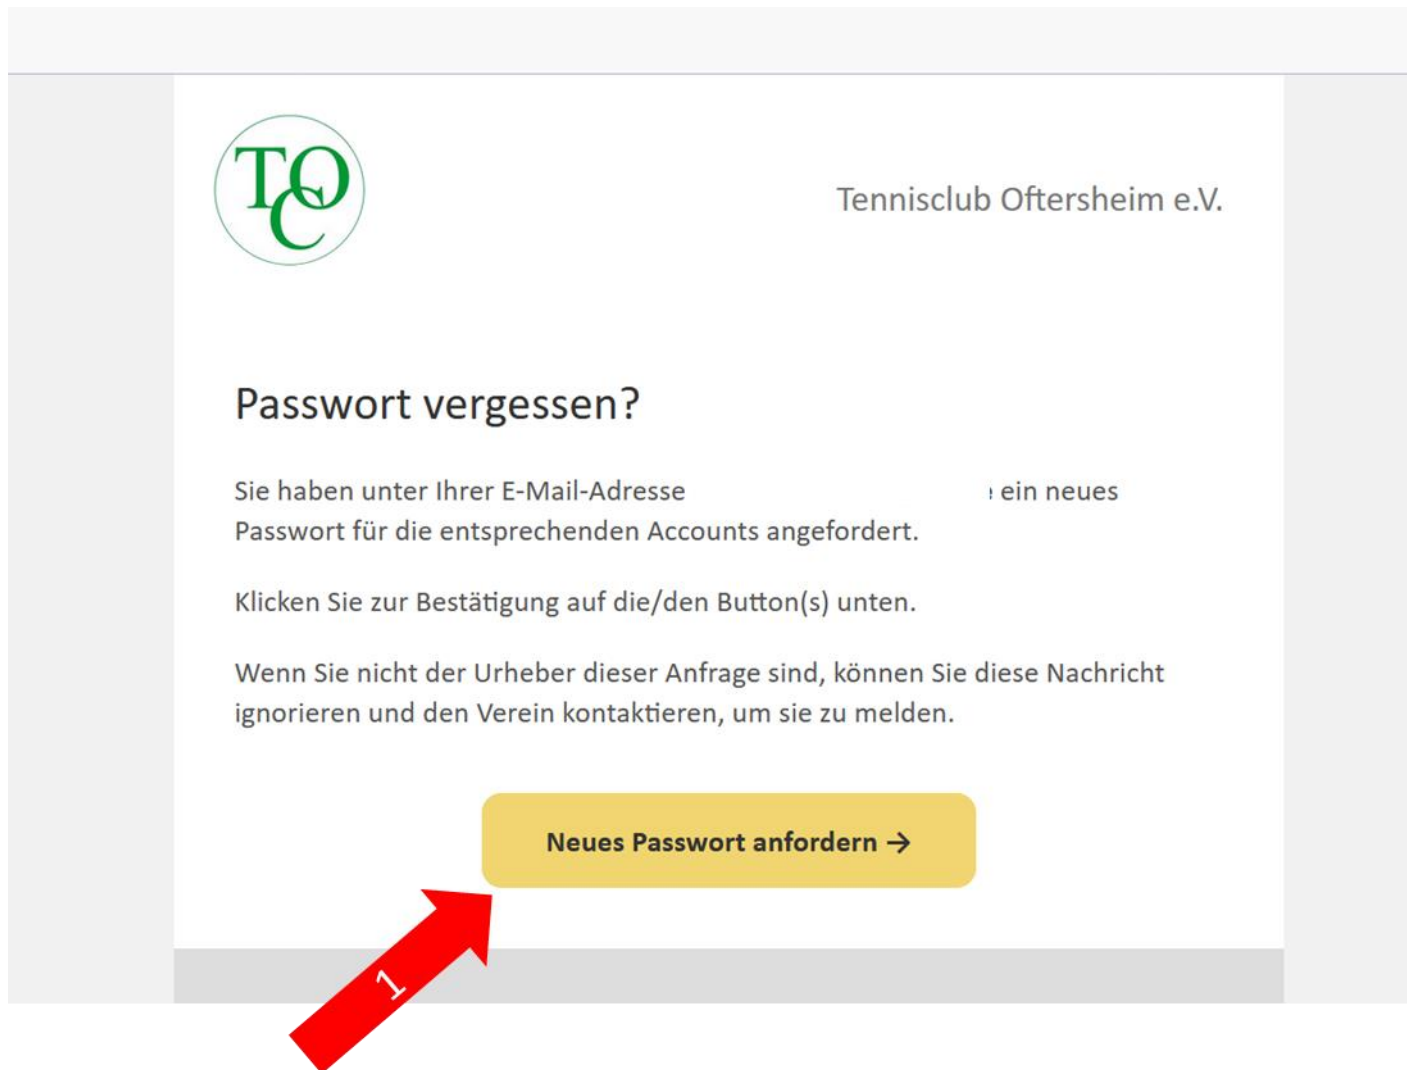 TOC
Tennisclub Oftersheim e.V.
Passwort vergessen?
Sie haben unter Ihrer E-Mail-Adresse ein neues
Passwort für die entsprechenden Accounts angefordert.
Klicken Sie zur Bestätigung auf die/den Button(s) unten.
Wenn Sie nicht der Urheber dieser Anfrage sind, können Sie diese Nachricht
ignorieren und den Verein kontaktieren, um sie zu melden.
Neues Passwort anfordern →
1